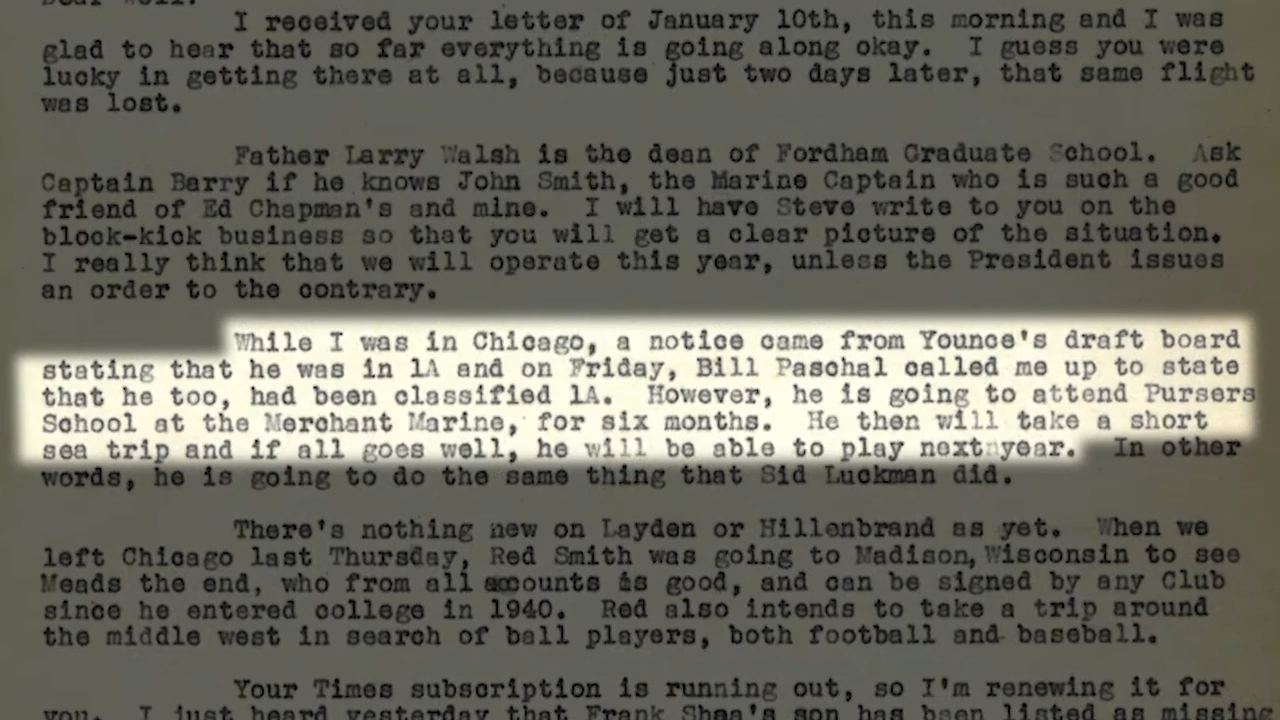 I received your letter of January 10th, this morning and I was
glad to hear that so far everything is going along okay. I guess you were
lucky in getting there at all, because just two days later, that same flight
was lost.
Father Larry Walsh is the dean of Fordham Graduate School. Ask
Captain Barry if he knows John Smith, the Marine Captain who is such a good
friend of Ed Chapman's and mine. I will have Steve write to you on the
block-kick business so that you will get a clear picture of the situation.
I really think that we will operate this year, unless the President issues
an order to the contrary.
While I was in Chicago, a notice came from Younce's draft board
stating that he was in 1A and on Friday, Bill Paschal called me up to state
that he too, had been classified 1A. However, he is going to attend Pursers
School at the Merchant Marine, for six months. He then will take a short
sea trip and if all goes well, he will be able to play next year. In other
words, he is going to do the same thing that Sid Luckman did.
There's nothing new on Layden or Hillenbrand as yet. When we
left Chicago last Thursday, Red Smith was going to Madison, Wisconsin to see
Meads the end, who from all accounts is good, and can be signed by any Club
since he entered college in 1940. Red also intends to take a trip around
the middle west in search of ball players, both football and baseball.
Your Times subscription is running out, so I'm renewing it for
you. I just heard yesterday that Frank Shea's son has been listed as missing